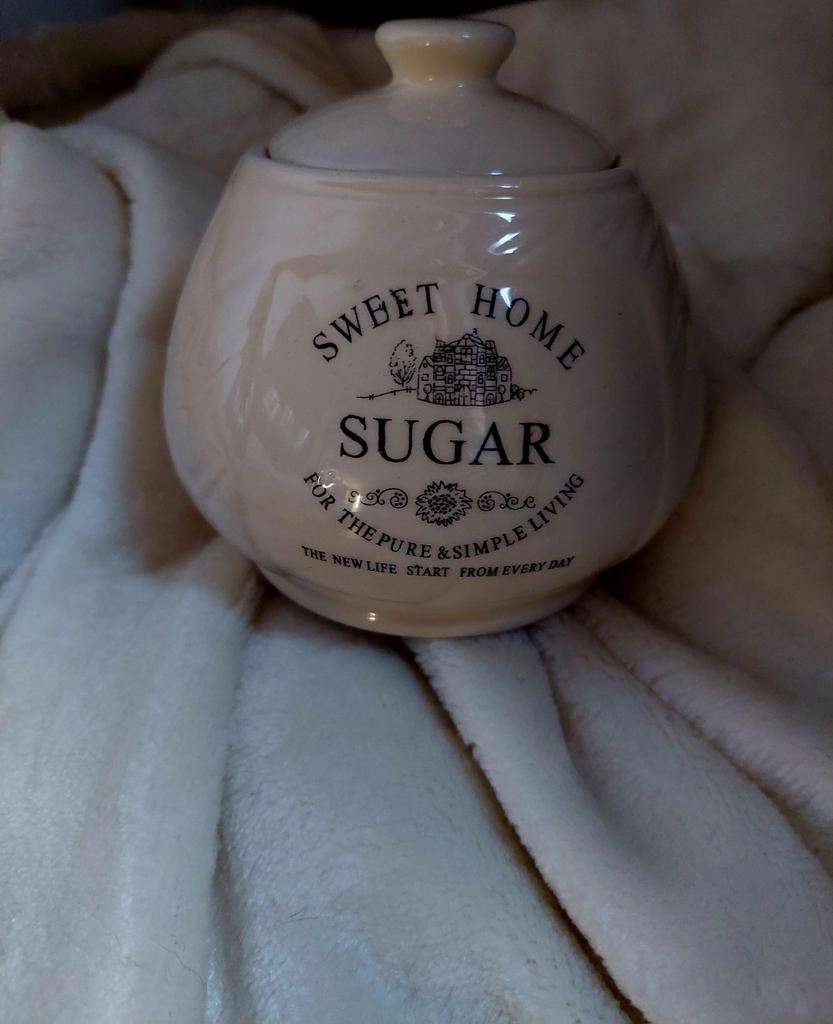 SWEET HOME
SUGAR
FOR THE PURE & SIMPLE LIVING
THE NEW LIFE START FROM EVERY DAY